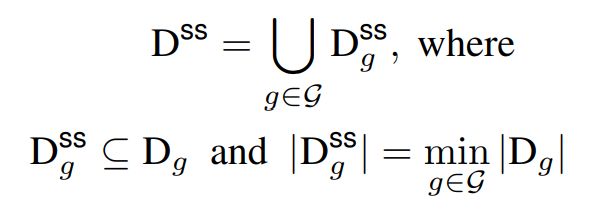 D^ss = ⋃_{g∈𝒢} D_g^ss, where
D_g^ss ⊆ D_g and |D_g^ss| = min_{g∈𝒢} |D_g|